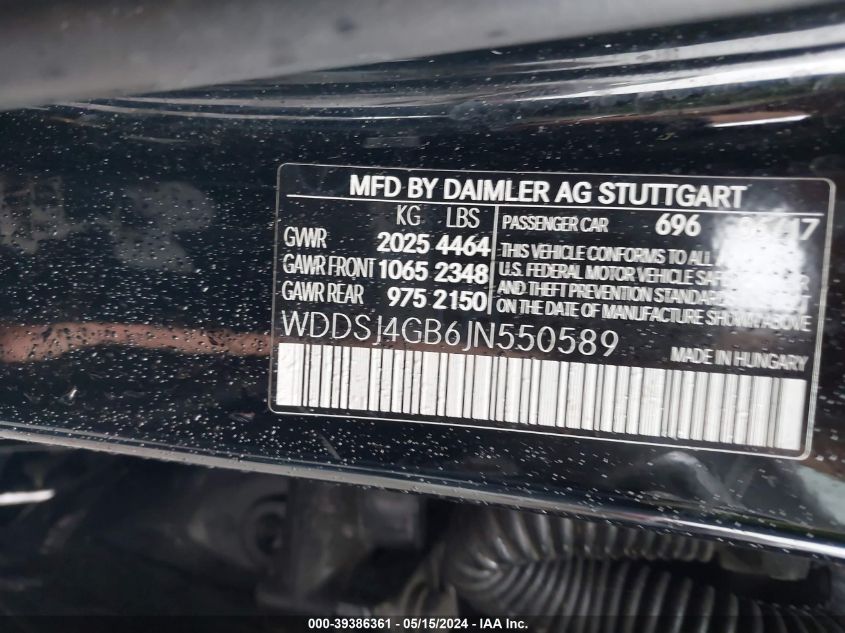 MFD BY DAIMLER AG STUTTGART
KG LBS
GVWR 2025 4464
GAWR FRONT 1065 2348
GAWR REAR 975 2150
PASSENGER CAR 696
THIS VEHICLE CONFORMS TO ALL
U.S. FEDERAL MOTOR VEHICLE
AND THEFT PREVENTION STANDARDS
ON THE DATE OF MANUFACTURE SHOWN
WDDSJ4GB6JN550589
MADE IN HUNGARY
000-39386361 - 05/15/2024 - IAA, Inc.